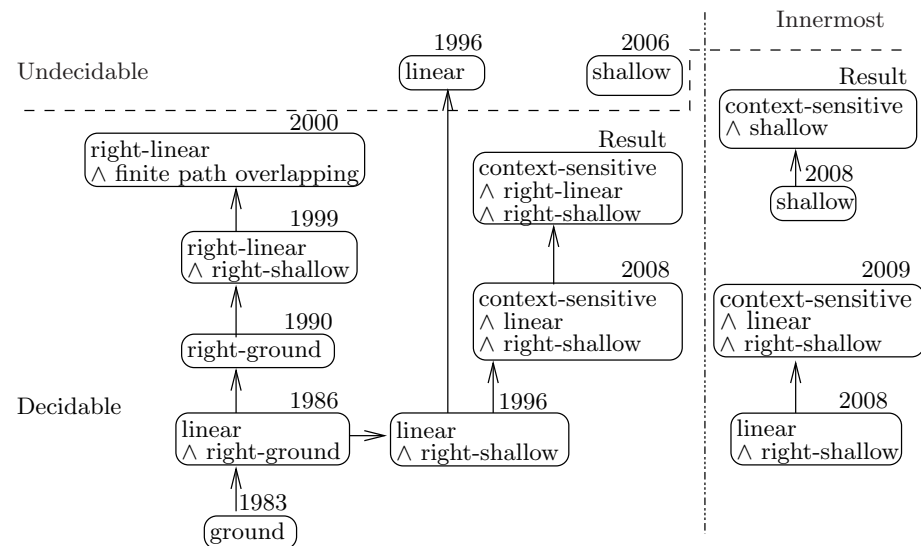 Innermost
1996
2006
Undecidable
linear
shallow
Result
context-sensitive
∧ shallow
2000
right-linear
∧ finite path overlapping
Result
context-sensitive
∧ right-linear
∧ right-shallow
2008
shallow
1999
right-linear
∧ right-shallow
2008
context-sensitive
∧ linear
∧ right-shallow
2009
context-sensitive
∧ linear
∧ right-shallow
1990
right-ground
Decidable
1986
linear
∧ right-ground
1996
linear
∧ right-shallow
2008
linear
∧ right-shallow
1983
ground